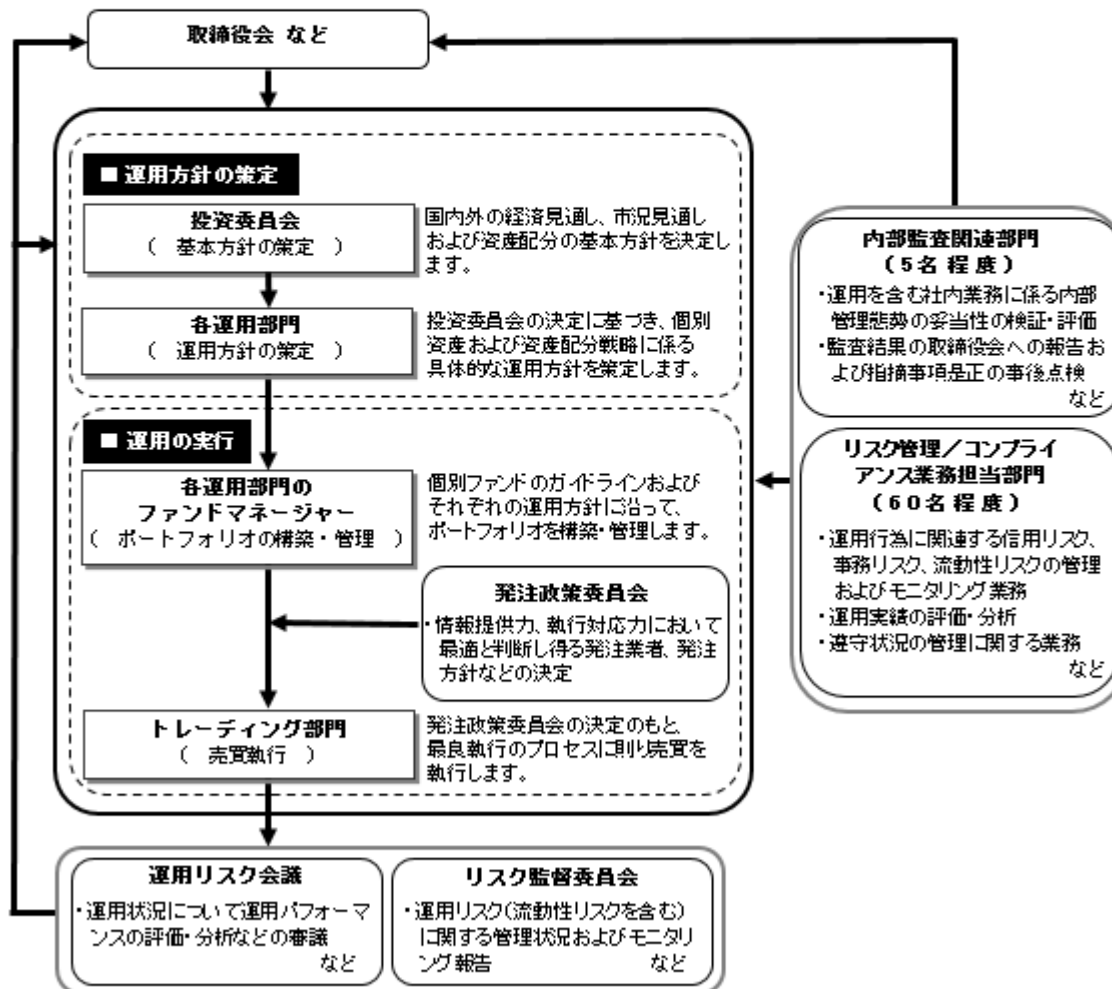 取締役会 など
■ 運用方針の策定
投資委員会
( 基本方針の策定 )
国内外の経済見通し、市況見通し
および資産配分の基本方針を決定し
ます。
各運用部門
( 運用方針の策定 )
投資委員会の決定に基づき、個別
資産および資産配分戦略に係る
具体的な運用方針を策定します。
■ 運用の実行
各運用部門の
ファンドマネージャー
( ポートフォリオの構築・管理 )
個別ファンドのガイドラインおよび
それぞれの運用方針に沿って、
ポートフォリオを構築・管理します。
発注政策委員会
・情報提供力、執行対応力において
最適と判断し得る発注業者、発注
方針などの決定
トレーディング部門
( 売買執行 )
発注政策委員会の決定のもと、
最良執行のプロセスに則り売買を
執行します。
内部監査関連部門
(5名程度)
・運用を含む社内業務に係る内部
管理態勢の妥当性の検証・評価
・監査結果の取締役会への報告お
よび指摘事項是正の事後点検
など
リスク管理/コンプライ
アンス業務担当部門
(60名程度)
・運用行為に関連する信用リスク、
事務リスク、流動性リスクの管理
およびモニタリング業務
・運用実績の評価・分析
・遵守状況の管理に関する業務
など
運用リスク会議
・運用状況について運用パフォーマ
ンスの評価・分析などの審議
など
リスク監督委員会
・運用リスク(流動性リスクを含む)
に関する管理状況およびモニタリ
ング報告 など